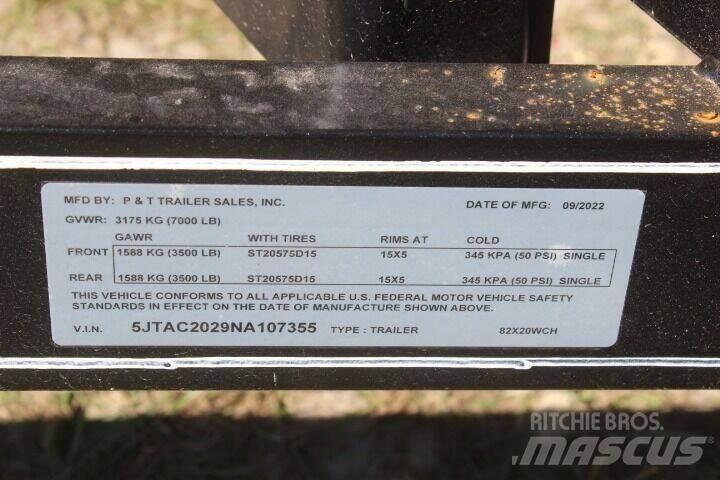 MFD BY: P & T TRAILER SALES, INC. DATE OF MFG: 09/2022
GVWR: 3175 KG (7000 LB)
GAWR WITH TIRES RIMS AT COLD
FRONT 1588 KG (3500 LB) ST20575D15 15X5 345 KPA (50 PSI) SINGLE
REAR 1588 KG (3500 LB) ST20575D15 15X5 345 KPA (50 PSI) SINGLE
THIS VEHICLE CONFORMS TO ALL APPLICABLE U.S. FEDERAL MOTOR VEHICLE SAFETY
STANDARDS IN EFFECT ON THE DATE OF MANUFACTURE SHOWN ABOVE.
V.I.N. 5JTAC2029NA107355 TYPE : TRAILER 82X20WCH
RITCHIE BROS.
MASCUS